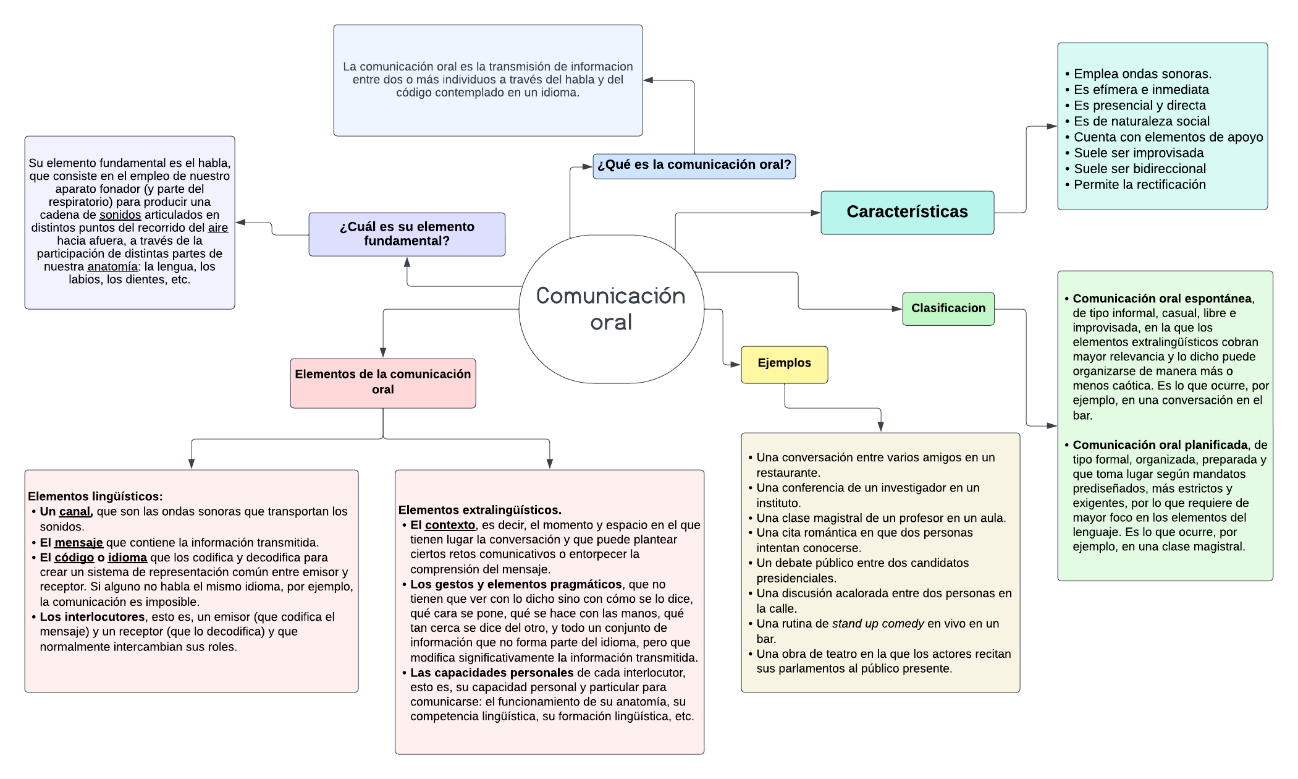 La comunicación oral es la transmisión de informacion
entre dos o más individuos a través del habla y del
código contemplado en un idioma.
¿Qué es la comunicación oral?
Su elemento fundamental es el habla,
que consiste en el empleo de nuestro
aparato fonador (y parte del
respiratorio) para producir una
cadena de sonidos articulados en
distintos puntos del recorrido del aire
hacia afuera, a través de la
participación de distintas partes de
nuestra anatomía: la lengua, los
labios, los dientes, etc.
¿Cuál es su elemento
fundamental?
Comunicación
oral
Características
• Emplea ondas sonoras.
• Es efímera e inmediata
• Es presencial y directa
• Es de naturaleza social
• Cuenta con elementos de apoyo
• Suele ser improvisada
• Suele ser bidireccional
• Permite la rectificación
Clasificacion
• Comunicación oral espontánea,
de tipo informal, casual, libre e
improvisada, en la que los
elementos extralingüísticos cobran
mayor relevancia y lo dicho puede
organizarse de manera más o
menos caótica. Es lo que ocurre, por
ejemplo, en una conversación en el
bar.
• Comunicación oral planificada, de
tipo formal, organizada, preparada y
que toma lugar según mandatos
prediseñados, más estrictos y
exigentes, por lo que requiere de
mayor foco en los elementos del
lenguaje. Es lo que ocurre, por
ejemplo, en una clase magistral.
Ejemplos
• Una conversación entre varios amigos en un
restaurante.
• Una conferencia de un investigador en un
instituto.
• Una clase magistral de un profesor en un aula.
• Una cita romántica en que dos personas
intentan conocerse.
• Un debate público entre dos candidatos
presidenciales.
• Una discusión acalorada entre dos personas en
la calle.
• Una rutina de stand up comedy en vivo en un
bar.
• Una obra de teatro en la que los actores recitan
sus parlamentos al público presente.
Elementos de la comunicación
oral
Elementos lingüísticos:
• Un canal, que son las ondas sonoras que transportan los
sonidos.
• El mensaje que contiene la información transmitida.
• El código o idioma que los codifica y decodifica para
crear un sistema de representación común entre emisor y
receptor. Si alguno no habla el mismo idioma, por ejemplo,
la comunicación es imposible.
• Los interlocutores, esto es, un emisor (que codifica el
mensaje) y un receptor (que lo decodifica) y que
normalmente intercambian sus roles.
Elementos extralingüísticos.
• El contexto, es decir, el momento y espacio en el que
tienen lugar la conversación y que puede plantear
ciertos retos comunicativos o entorpecer la
comprensión del mensaje.
• Los gestos y elementos pragmáticos, que no
tienen que ver con lo dicho sino con cómo se lo dice,
qué cara se pone, qué se hace con las manos, qué
tan cerca se dice del otro, y todo un conjunto de
información que no forma parte del idioma, pero que
modifica significativamente la información transmitida.
• Las capacidades personales de cada interlocutor,
esto es, su capacidad personal y particular para
comunicarse: el funcionamiento de su anatomía, su
competencia lingüística, su formación lingüística, etc.